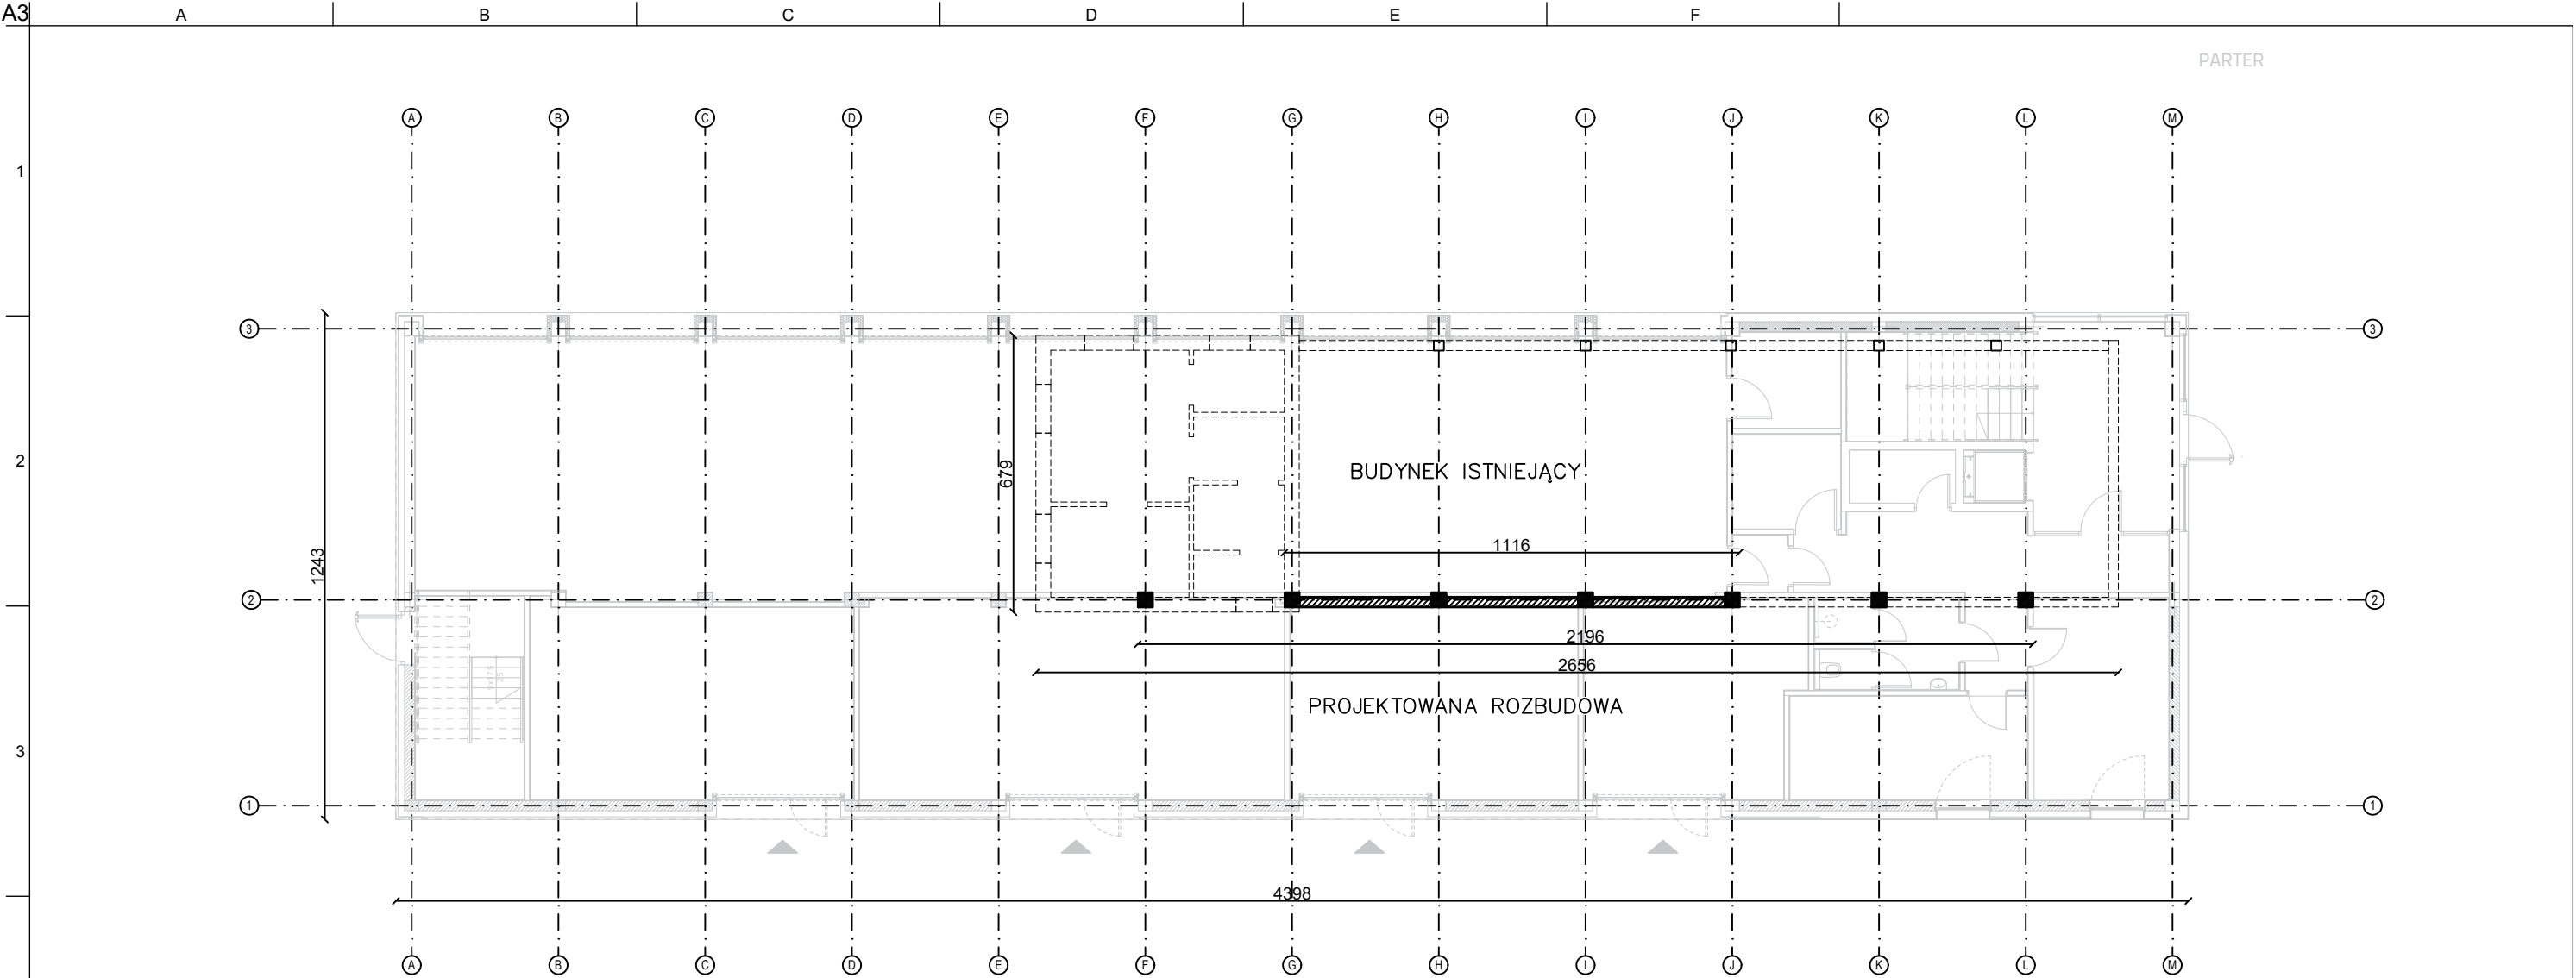 A3 A B C D E F
PARTER
A B C D E F G H I J K L M
1
3 3
2
679
BUDYNEK ISTNIEJĄCY
1116
1243
2 2
2196
2656
PROJEKTOWANA ROZBUDOWA
3
1 1
4398
A B C D E F G H I J K L M